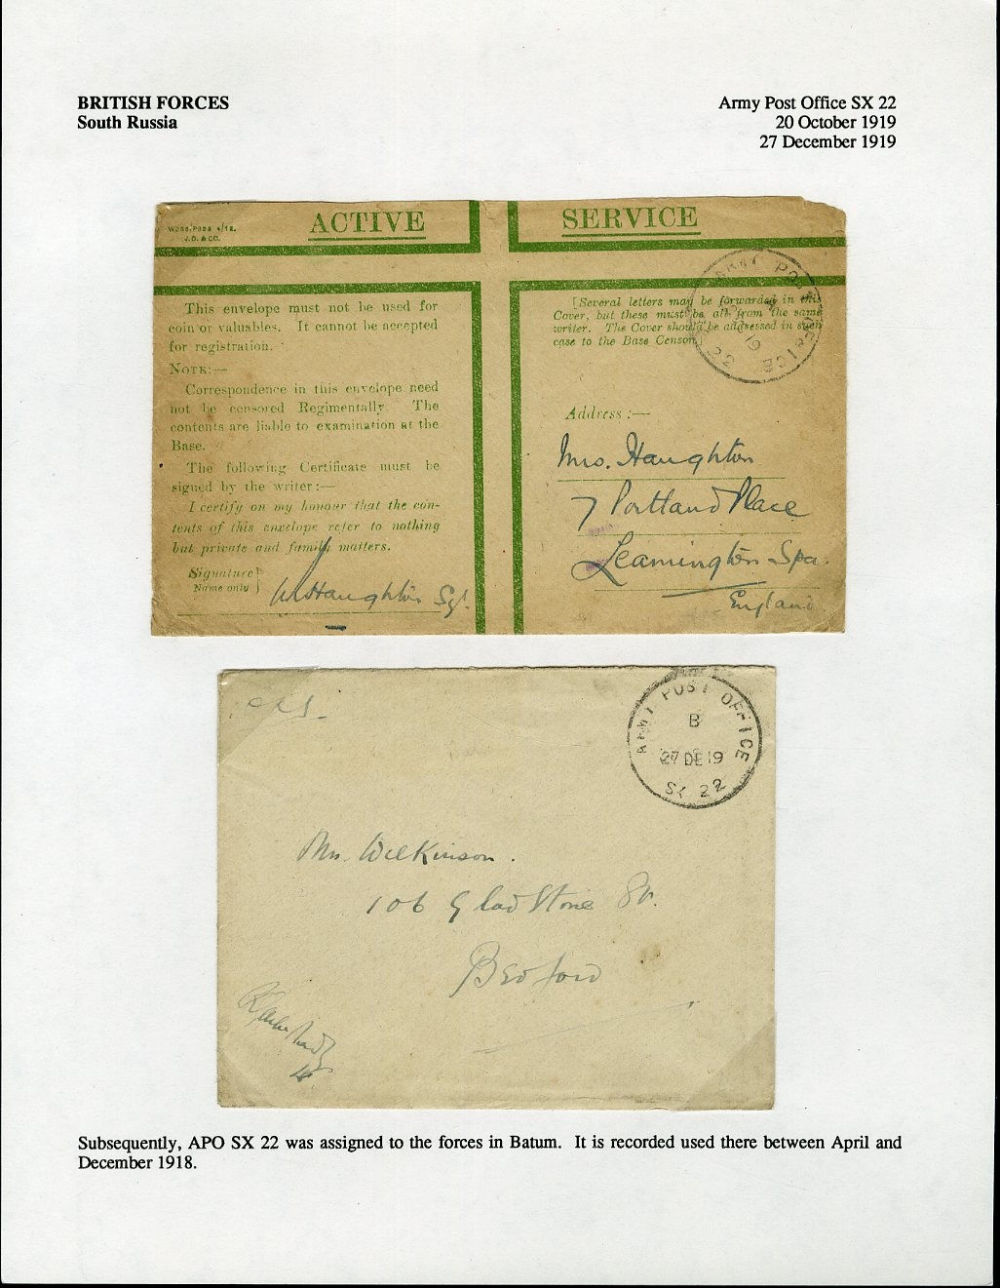 BRITISH FORCES
South Russia
Army Post Office SX 22
20 October 1919
27 December 1919
ACTIVE
SERVICE
J.D. & CO.
This envelope must not be used for
coin or valuables. It cannot be accepted
for registration.
NOTE:—
Correspondence in this envelope need
not be censored Regimentally. The
contents are liable to examination at the
Base.
The following Certificate must be
signed by the writer:—
I certify on my honour that the con-
tents of this envelope refer to nothing
but private and family matters.
Signature
Name only
W Haughton Sgt.
[Several letters may be forwarded in this
Cover, but these must be all from the same
writer. The Cover should be addressed in such
case to the Base Censor
ARMY POST OFFICE
19
Address :—
Mrs. Haughton
7 Portland Place
Leamington Spa.
England
ARMY POST OFFICE
B
27 DE 19
SX 22
Wilkinson.
106 Gladstone St.
Bedford
Subsequently, APO SX 22 was assigned to the forces in Batum. It is recorded used there between April and
December 1918.